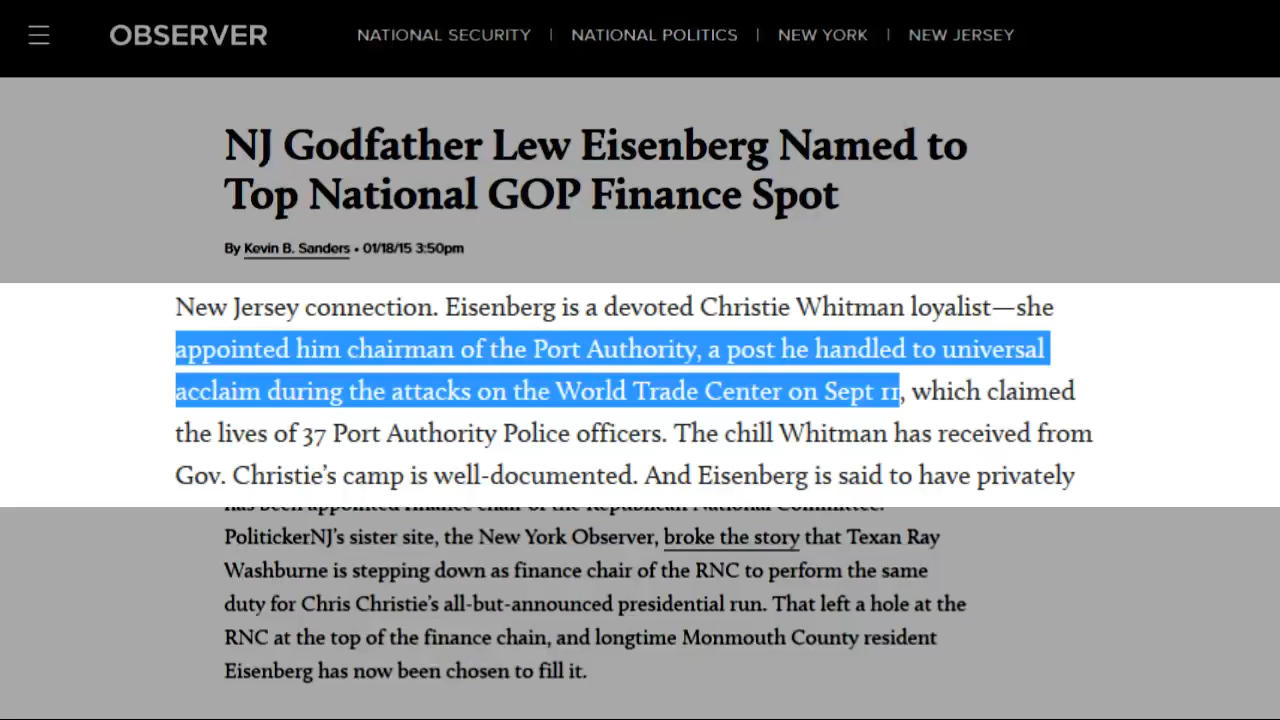 OBSERVER
NATIONAL SECURITY | NATIONAL POLITICS | NEW YORK | NEW JERSEY
NJ Godfather Lew Eisenberg Named to
Top National GOP Finance Spot
By Kevin B. Sanders • 01/18/15 3:50pm
New Jersey connection. Eisenberg is a devoted Christie Whitman loyalist—she
appointed him chairman of the Port Authority, a post he handled to universal
acclaim during the attacks on the World Trade Center on Sept 11, which claimed
the lives of 37 Port Authority Police officers. The chill Whitman has received from
Gov. Christie’s camp is well-documented. And Eisenberg is said to have privately
has been appointed finance chair of the Republican National Committee.
PolitickerNJ’s sister site, the New York Observer, broke the story that Texan Ray
Washburne is stepping down as finance chair of the RNC to perform the same
duty for Chris Christie’s all-but-announced presidential run. That left a hole at the
RNC at the top of the finance chain, and longtime Monmouth County resident
Eisenberg has now been chosen to fill it.